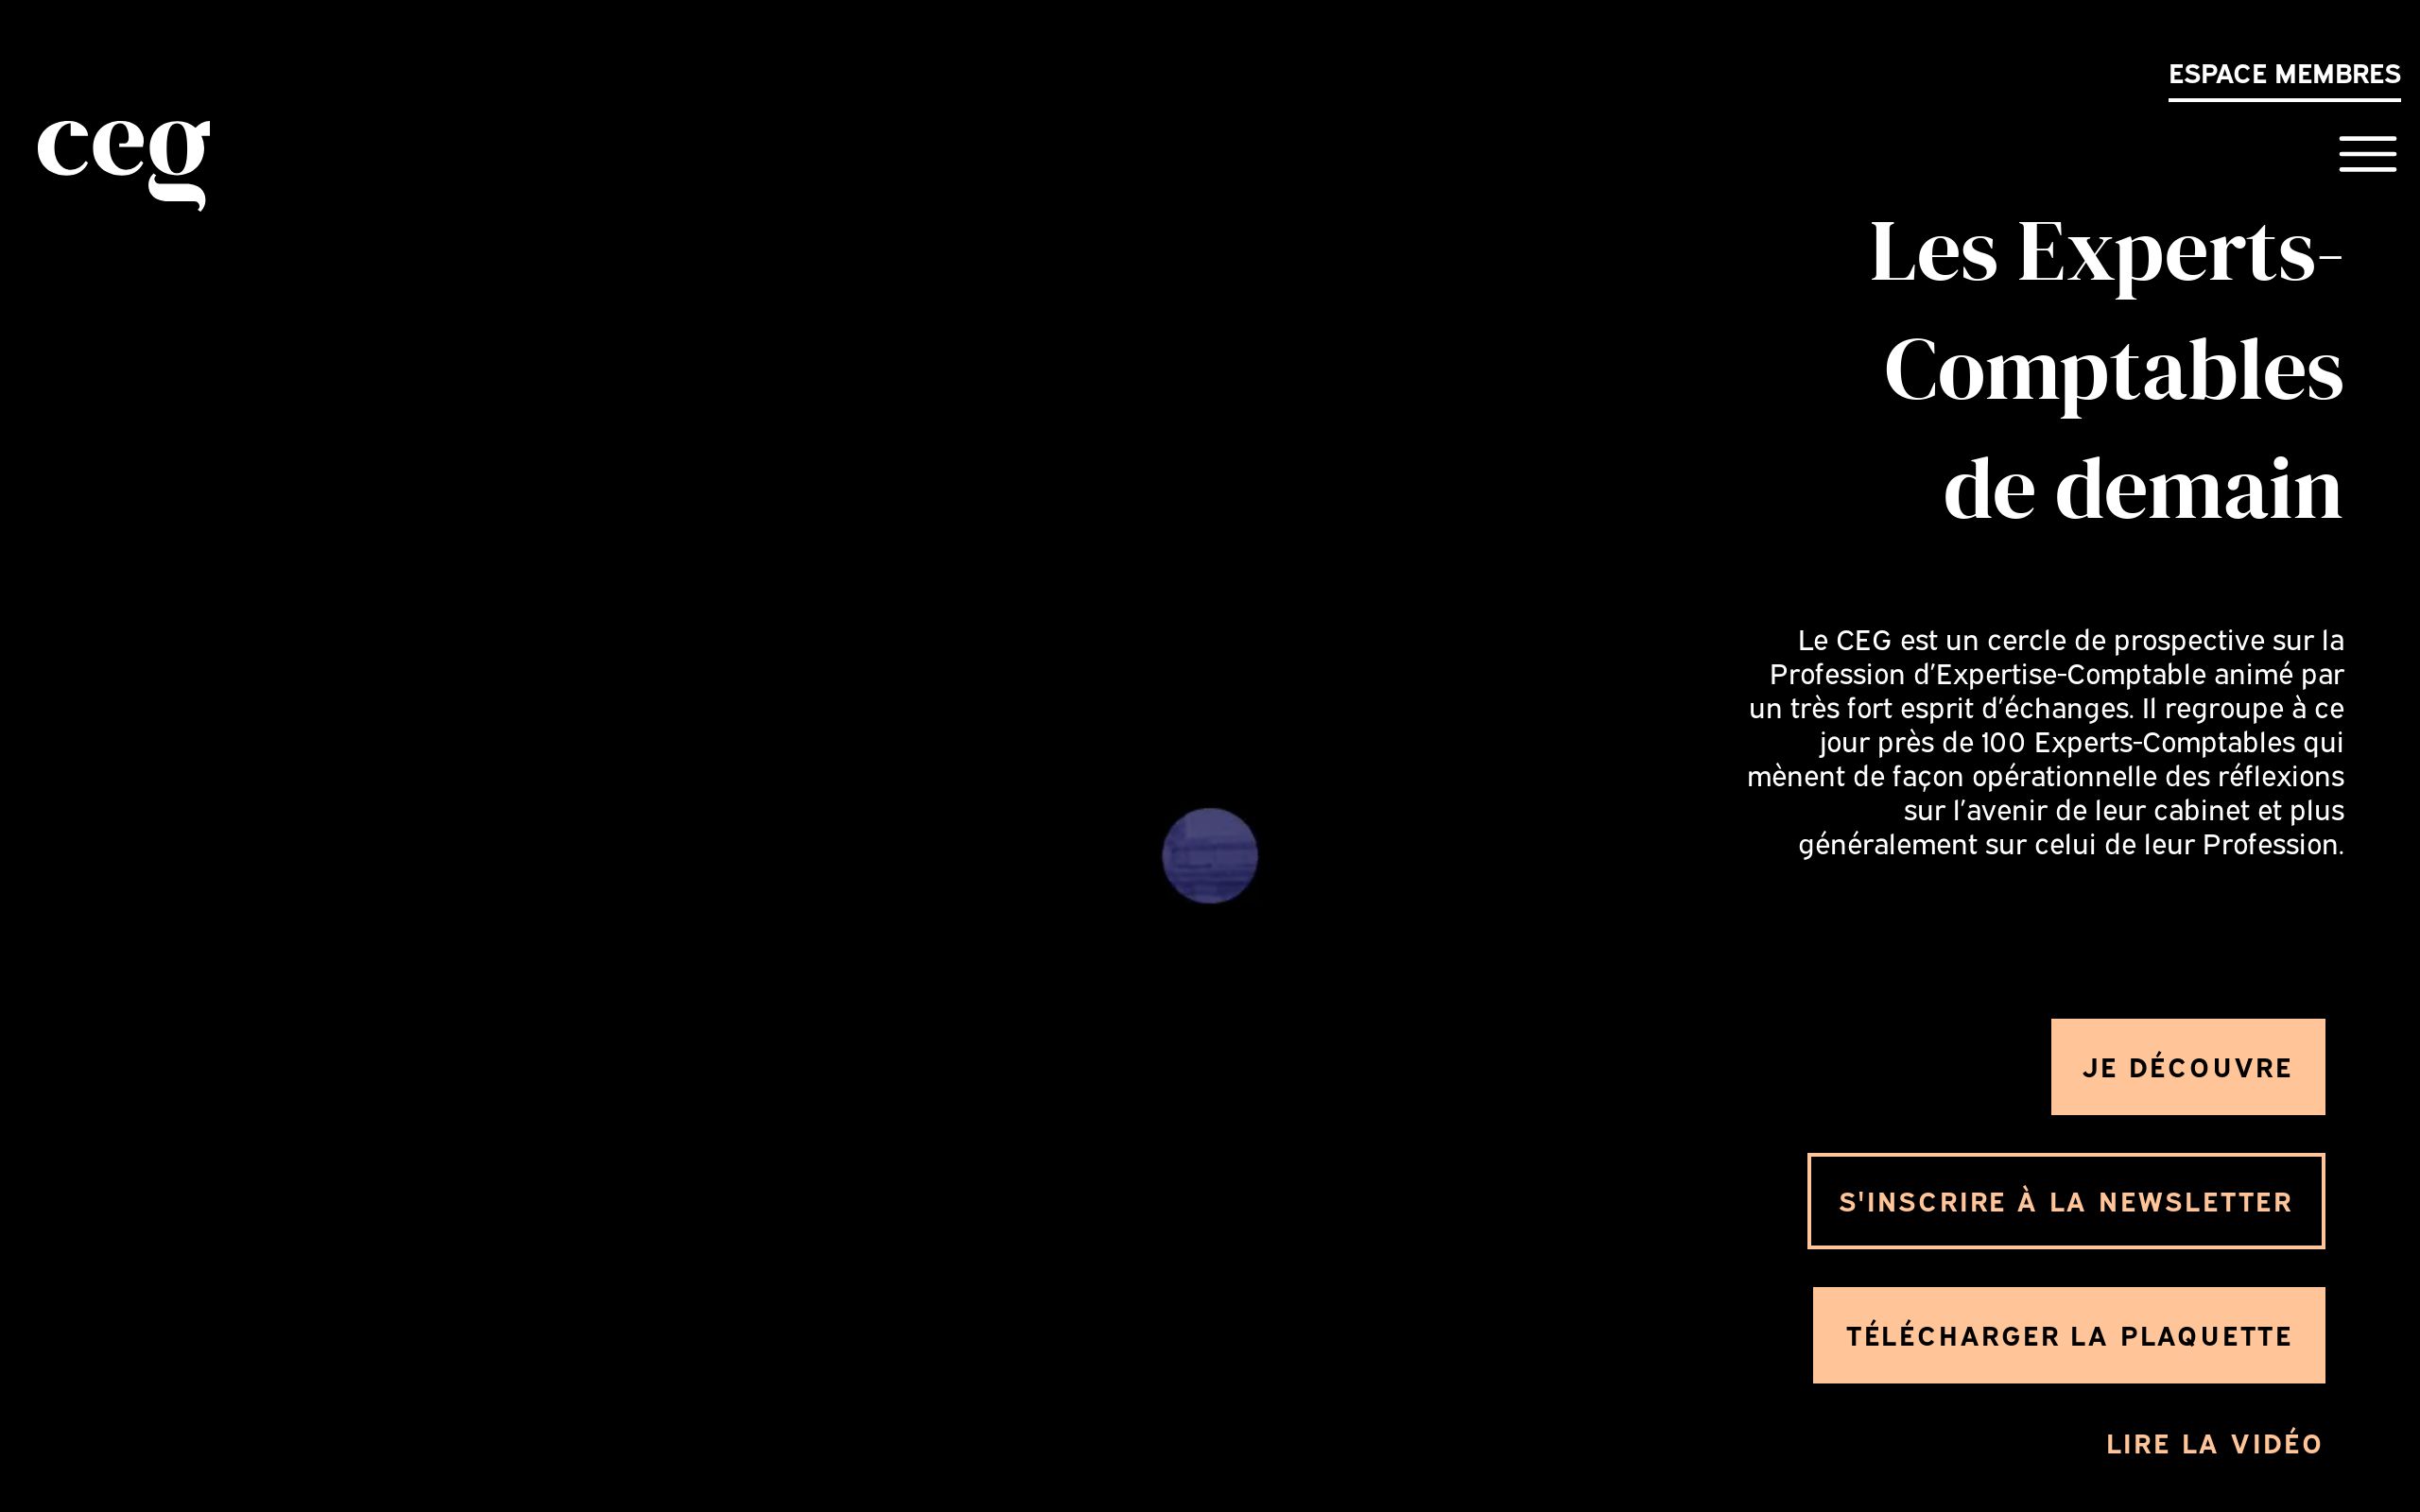 ESPACE MEMBRES
ceg
Les Experts-
Comptables
de demain
Le CEG est un cercle de prospective sur la
Profession d’Expertise-Comptable animé par
un très fort esprit d’échanges. Il regroupe à ce
jour près de 100 Experts-Comptables qui
mènent de façon opérationnelle des réflexions
sur l’avenir de leur cabinet et plus
généralement sur celui de leur Profession.
JE DÉCOUVRE
S'INSCRIRE À LA NEWSLETTER
TÉLÉCHARGER LA PLAQUETTE
LIRE LA VIDÉO